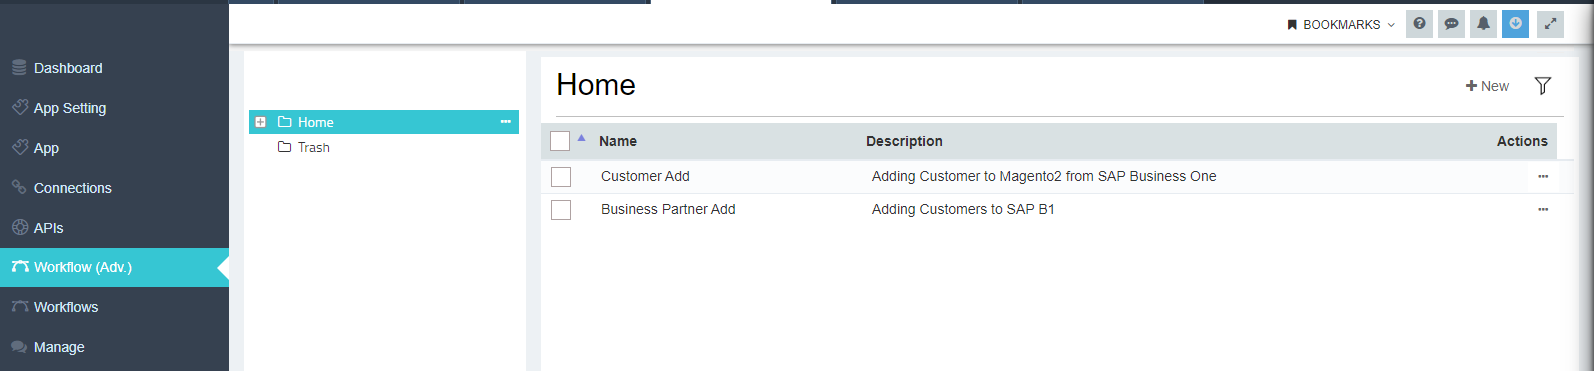 BOOKMARKS
Dashboard
App Setting
App
Connections
APIs
Workflow (Adv.)
Workflows
Manage
Home
Trash
Home
New
Name Description Actions
Customer Add Adding Customer to Magento2 from SAP Business One
Business Partner Add Adding Customers to SAP B1